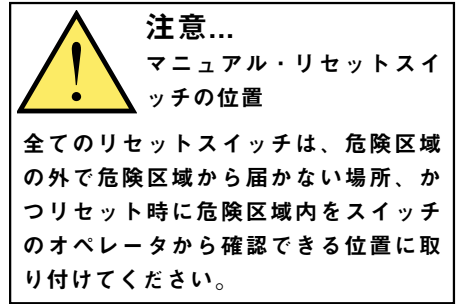 注意...
マニュアル・リセットスイ
ッチの位置
全てのリセットスイッチは、危険区域
の外で危険区域から届かない場所、か
つリセット時に危険区域内をスイッチ
のオペレータから確認できる位置に取
り付けてください。